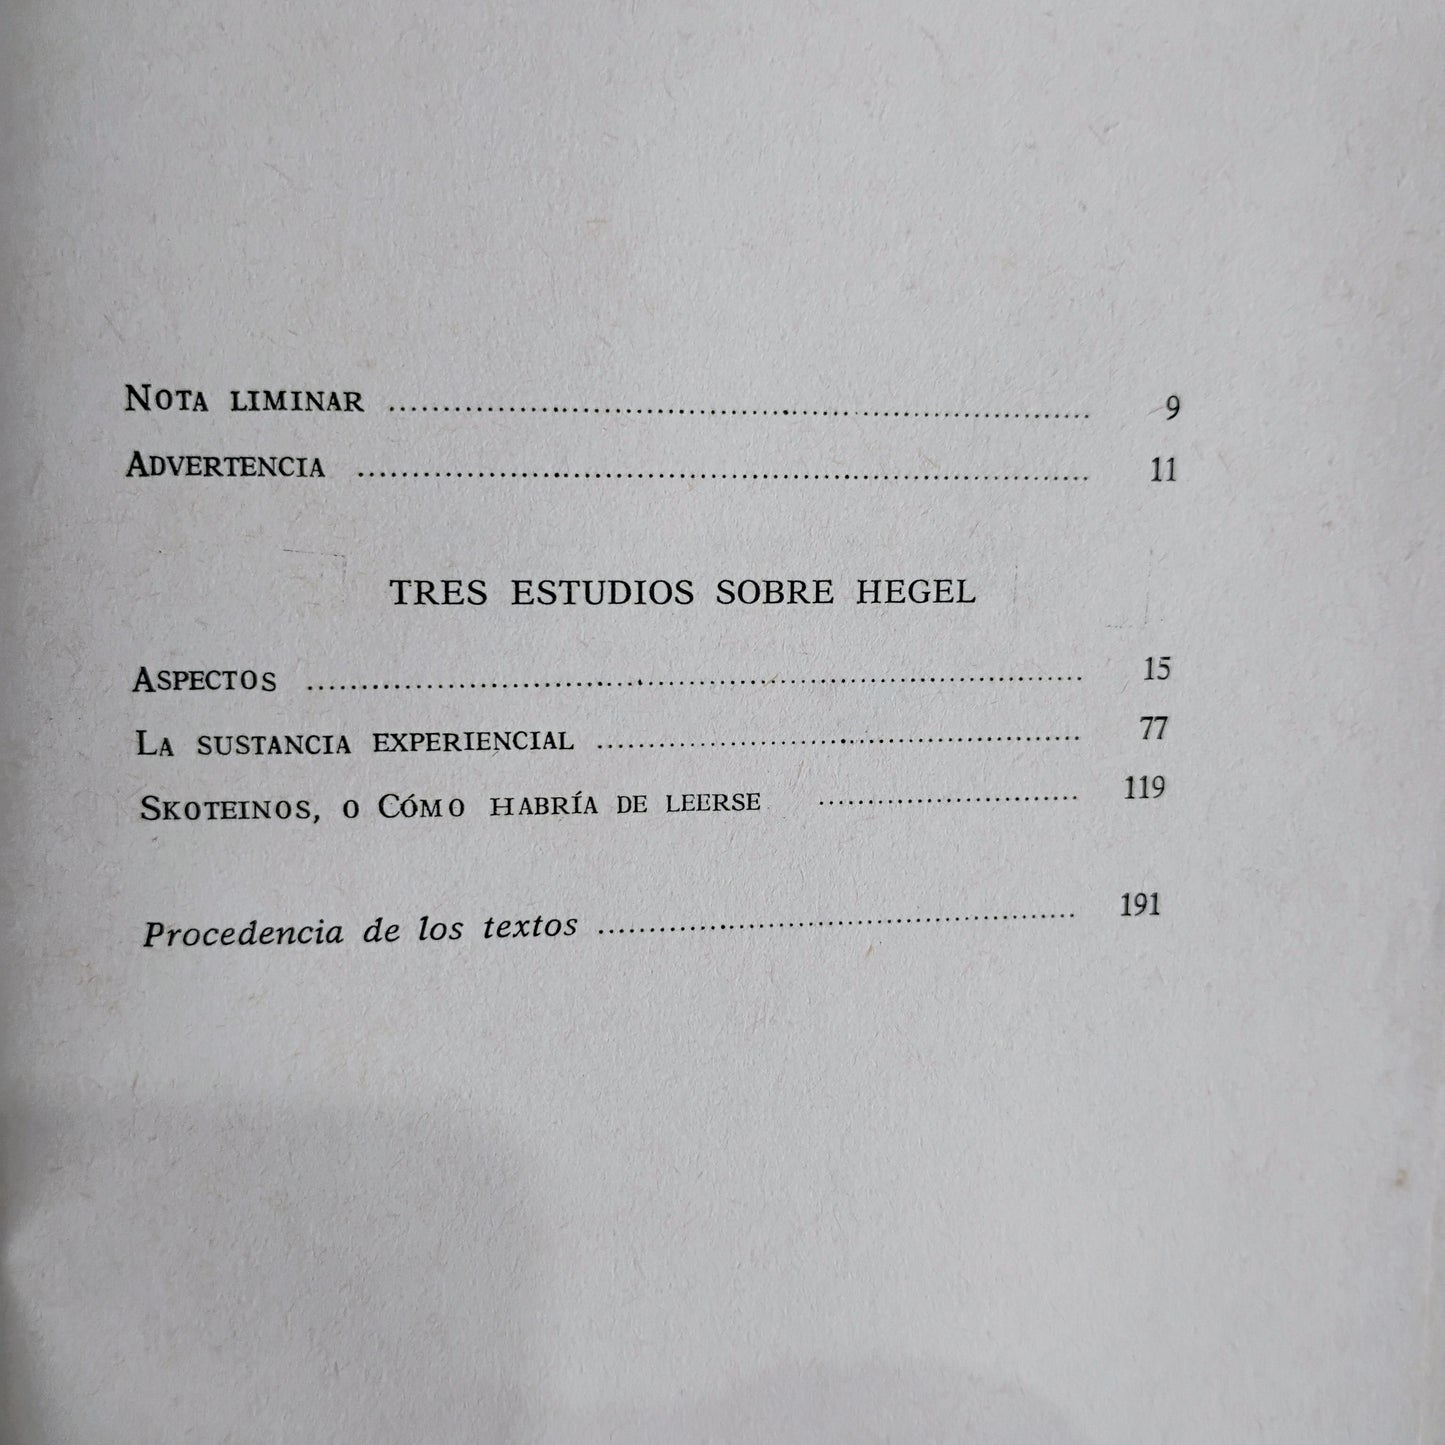 Nota liminar ........................................ 9
Advertencia ........................................ 11
TRES ESTUDIOS SOBRE HEGEL
Aspectos ........................................ 15
La sustancia experiencial ........................................ 77
Skoteinos, o Cómo habría de leerse ........................................ 119
Procedencia de los textos ........................................ 191